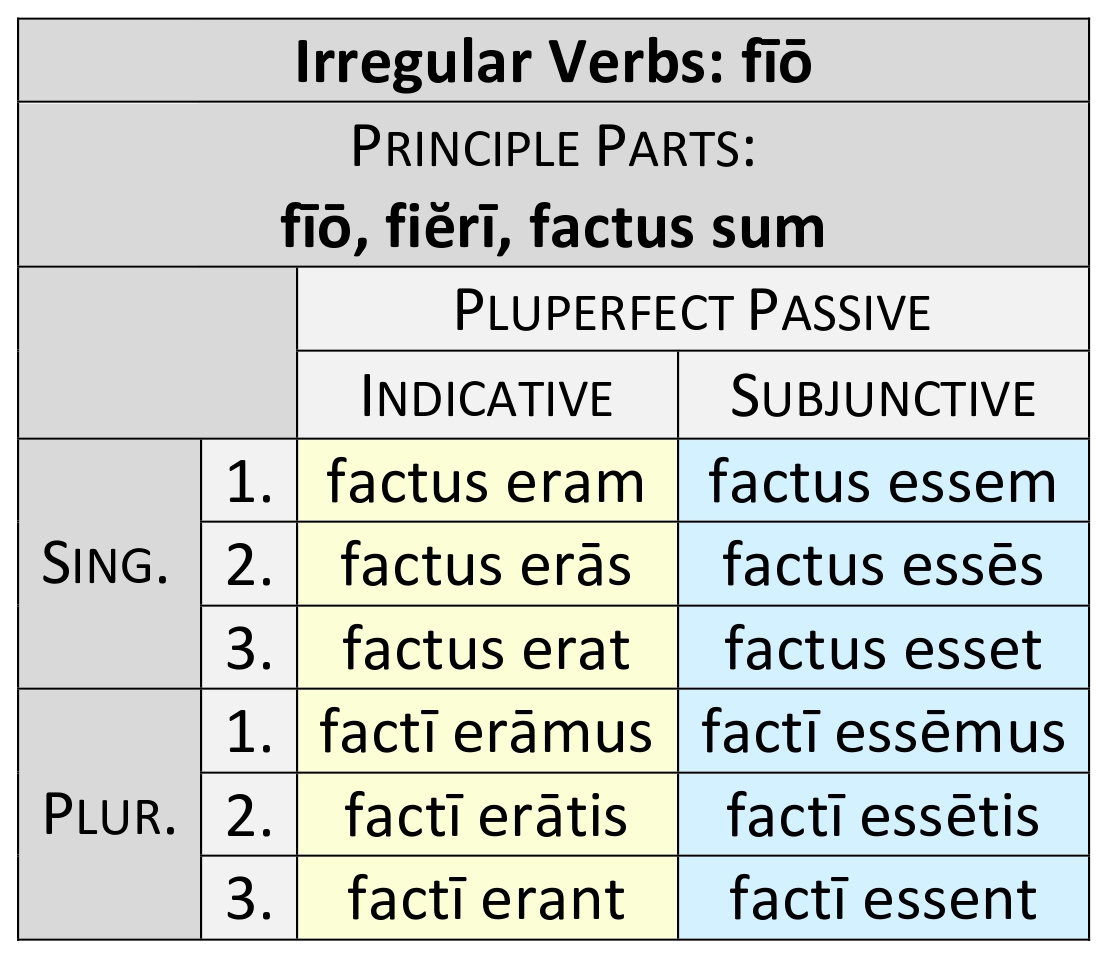 Irregular Verbs: fīō
PRINCIPLE PARTS:
fīō, fiĕrī, factus sum
PLUPERFECT PASSIVE
INDICATIVE SUBJUNCTIVE
SING. 1. factus eram factus essem
2. factus erās factus essēs
3. factus erat factus esset
PLUR. 1. factī erāmus factī essēmus
2. factī erātis factī essētis
3. factī erant factī essent